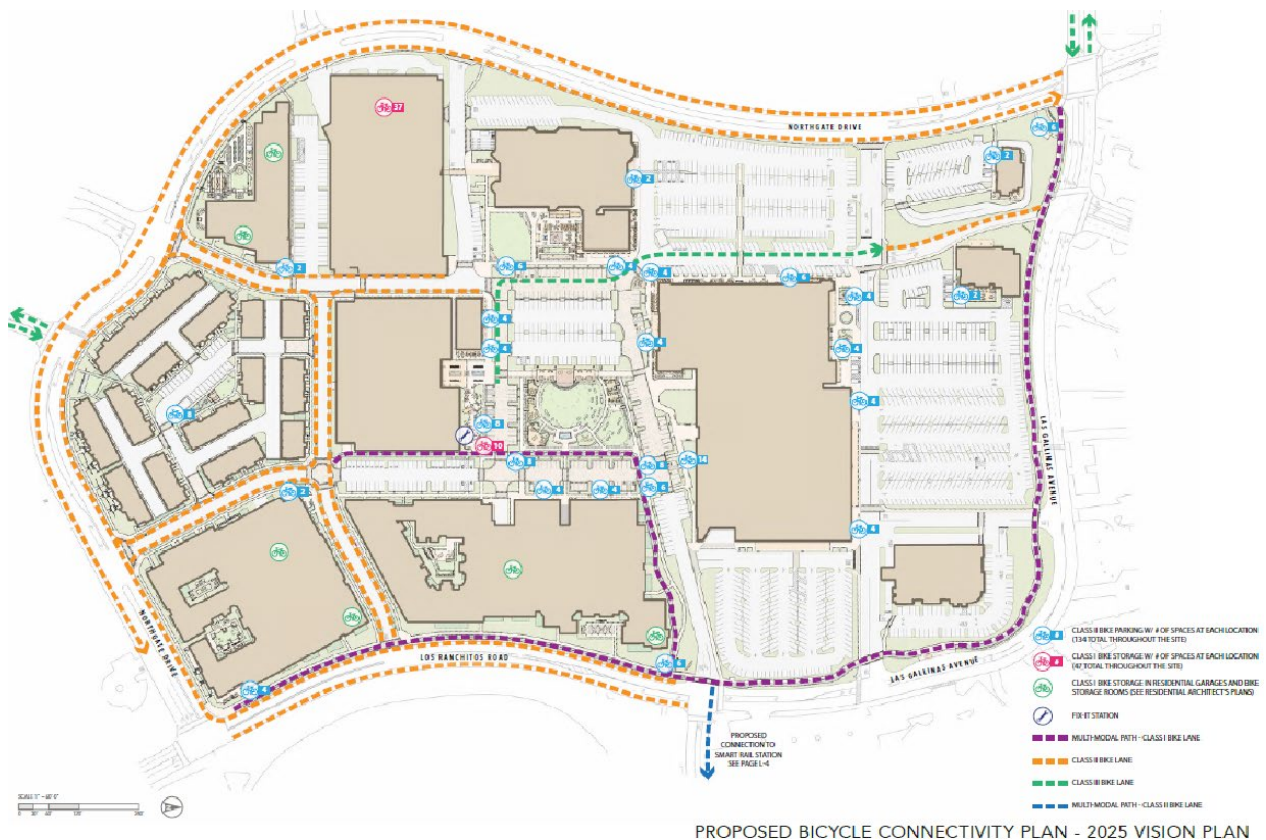 37
NORTHGATE DRIVE
4
2
2
2
6
4
4
4
4
2
4
4
4
4
8
4
8
10
8
8
14
6
4
4
2
4
LAS GALLINAS AVENUE
NORTHGATE DRIVE
LOS RANCHITOS ROAD
6
4
LAS GALLINAS AVENUE
PROPOSED
CONNECTION TO
SMART RAIL STATION
SEE PAGE L-4
CLASS II BIKE PARKING W/ # OF SPACES AT EACH LOCATION
(134 TOTAL THROUGHOUT THE SITE)
CLASS I BIKE STORAGE W/ # OF SPACES AT EACH LOCATION
(47 TOTAL THROUGHOUT THE SITE)
CLASS I BIKE STORAGE IN RESIDENTIAL GARAGES AND BIKE
STORAGE ROOMS (SEE RESIDENTIAL ARCHITECT'S PLANS)
FIX-IT STATION
MULTI-MODAL PATH - CLASS I BIKE LANE
CLASS II BIKE LANE
CLASS III BIKE LANE
MULTI-MODAL PATH - CLASS II BIKE LANE
PROPOSED BICYCLE CONNECTIVITY PLAN - 2025 VISION PLAN